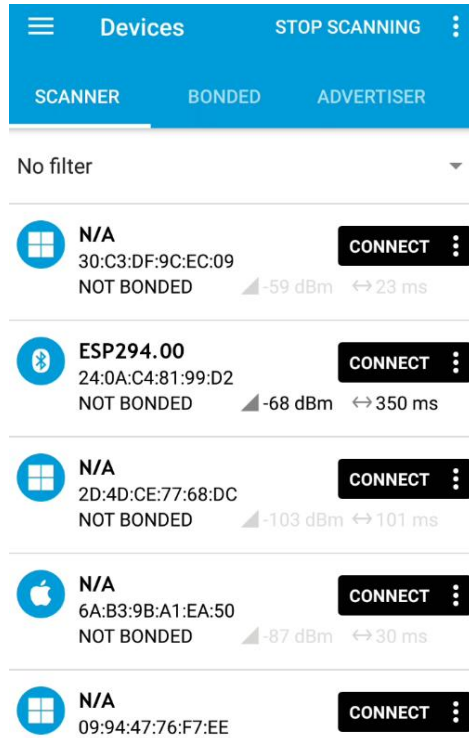 Devices STOP SCANNING
SCANNER BONDED ADVERTISER
No filter
N/A CONNECT
30:C3:DF:9C:EC:09
NOT BONDED -59 dBm 23 ms
ESP294.00 CONNECT
24:0A:C4:81:99:D2
NOT BONDED -68 dBm 350 ms
N/A CONNECT
2D:4D:CE:77:68:DC
NOT BONDED -103 dBm 101 ms
N/A CONNECT
6A:B3:9B:A1:EA:50
NOT BONDED -87 dBm 30 ms
N/A CONNECT
09:94:47:76:F7:EE